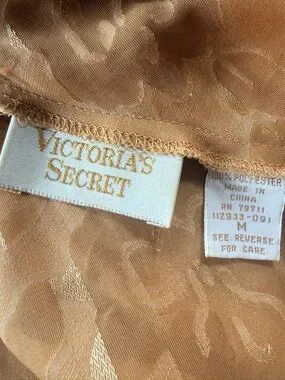 VICTORIA'S
SECRET
100% POLYESTER
MADE IN
CHINA
RN 79711
112933-091
M
SEE REVERSE
FOR CARE